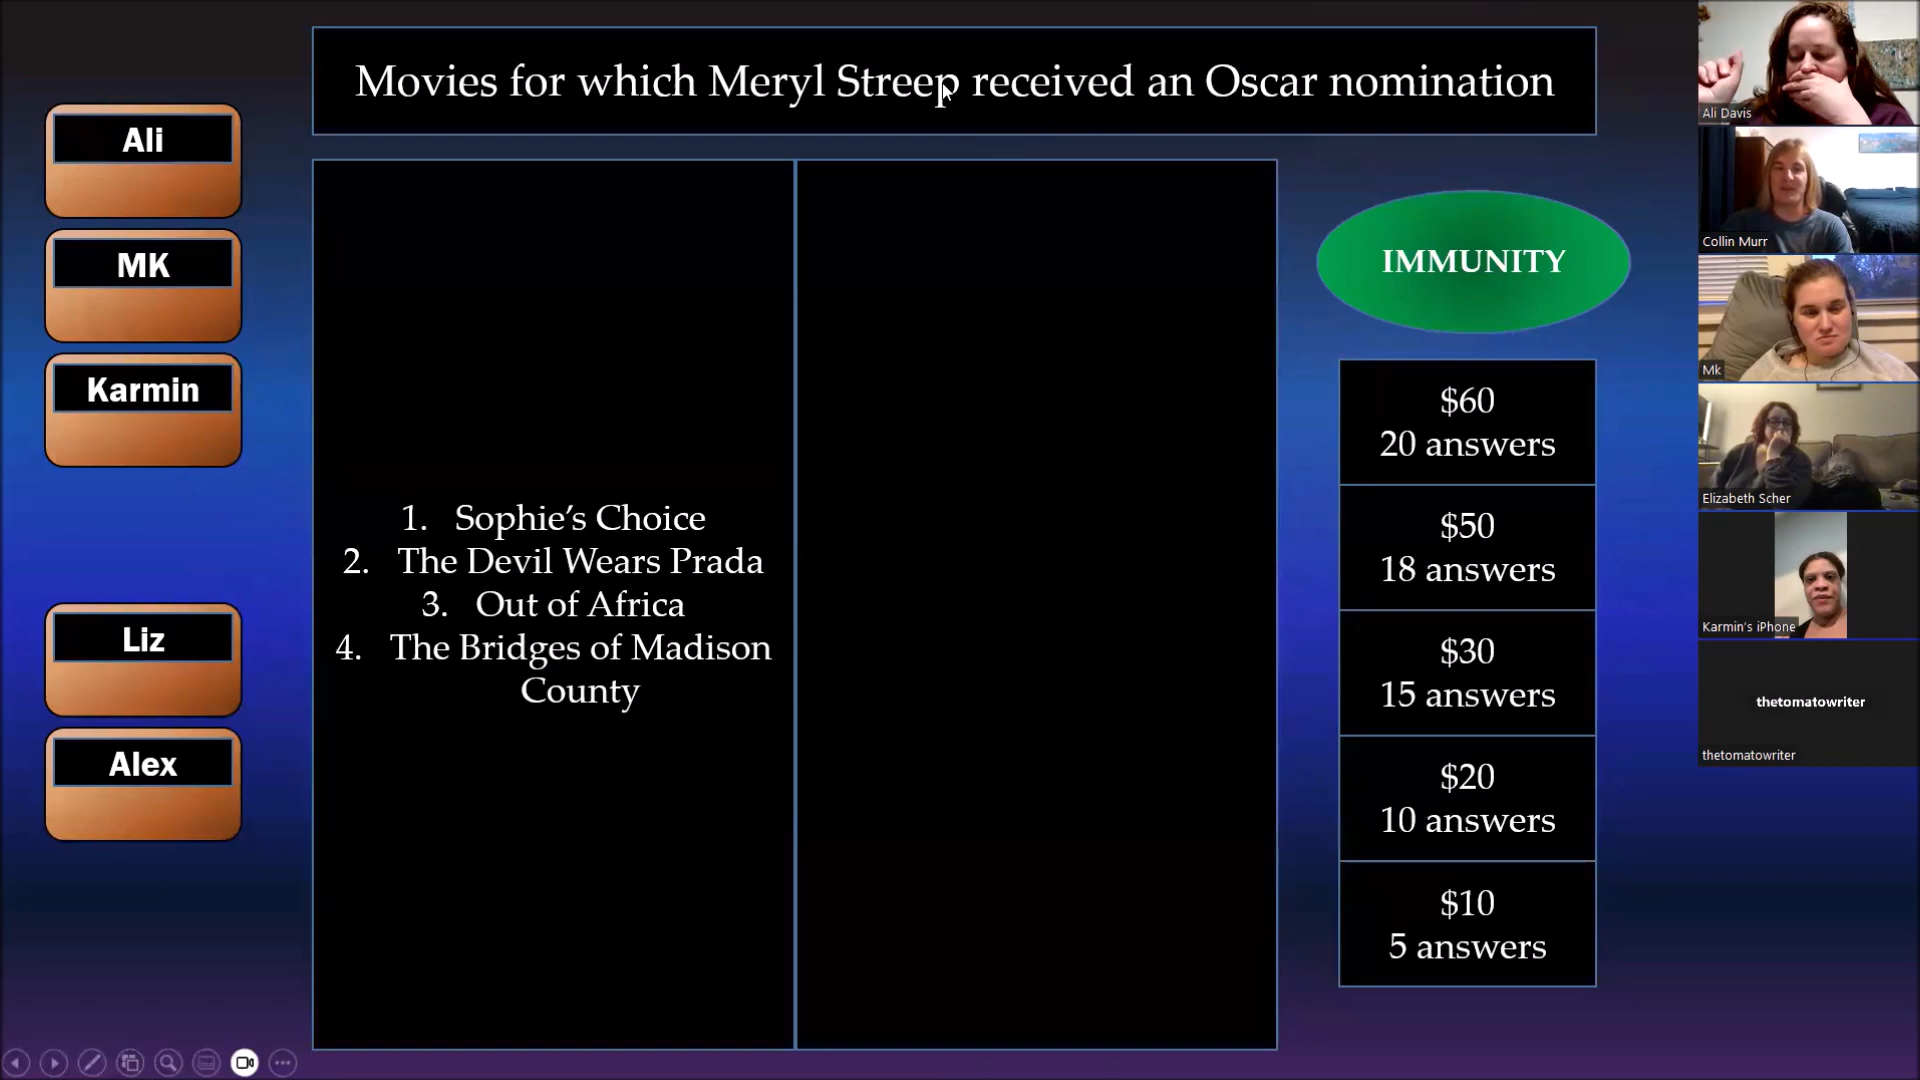 Movies for which Meryl Streep received an Oscar nomination
Ali
MK
Karmin
Liz
Alex
1. Sophie's Choice
2. The Devil Wears Prada
3. Out of Africa
4. The Bridges of Madison
County
IMMUNITY
$60
20 answers
$50
18 answers
$30
15 answers
$20
10 answers
$10
5 answers
Ali Davis
Collin Murr
Mk
Elizabeth Scher
Karmin's iPhone
thetomatowriter
thetomatowriter